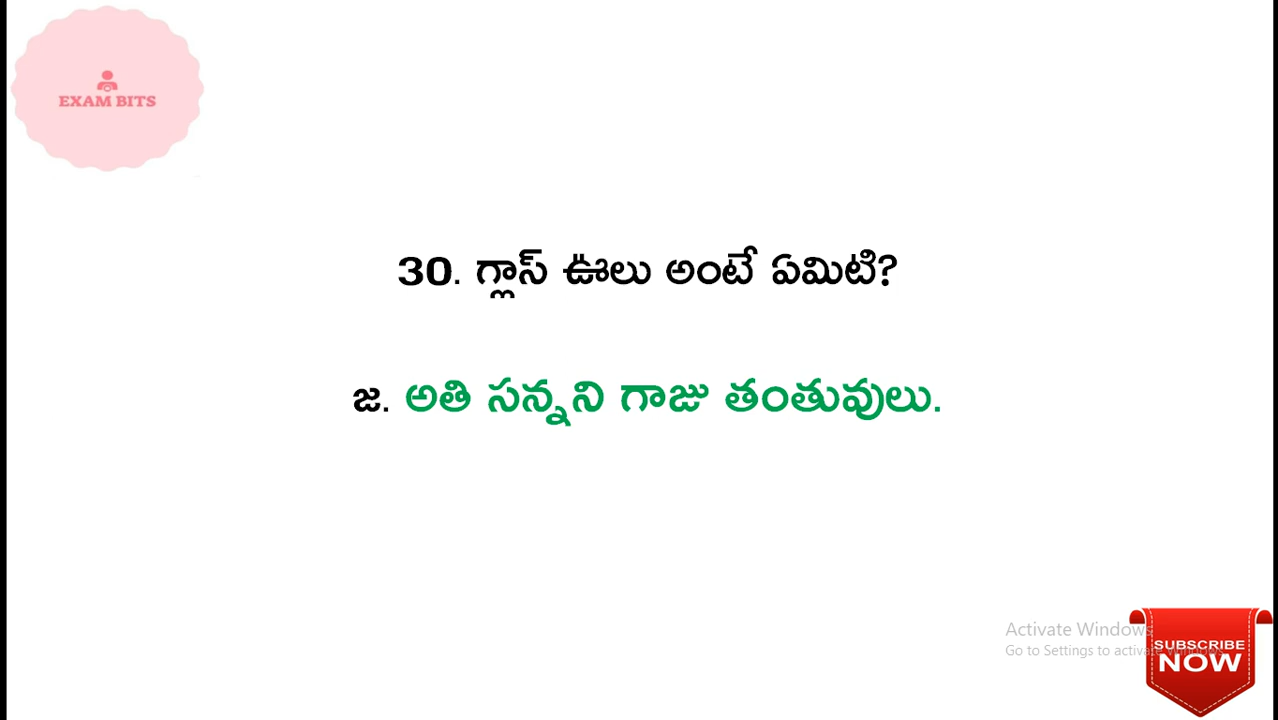 EXAM BITS
30. గ్లాస్ ఊలు అంటే ఏమిటి?
జ. అతి సన్నని గాజు తంతువులు.
Activate Windows
Go to Settings to activate Windows.
SUBSCRIBE
NOW